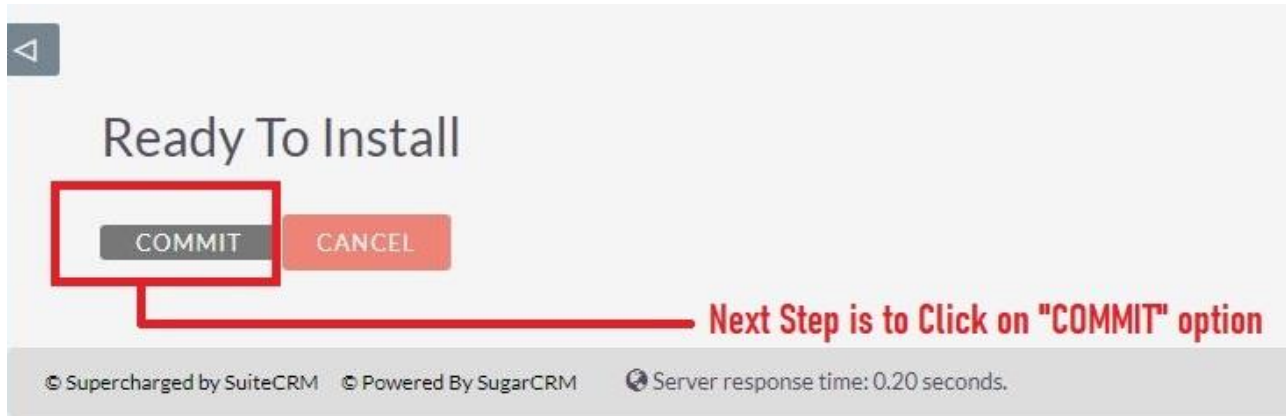 Ready To Install
COMMIT CANCEL
Next Step is to Click on "COMMIT" option
© Supercharged by SuiteCRM © Powered By SugarCRM Server response time: 0.20 seconds.